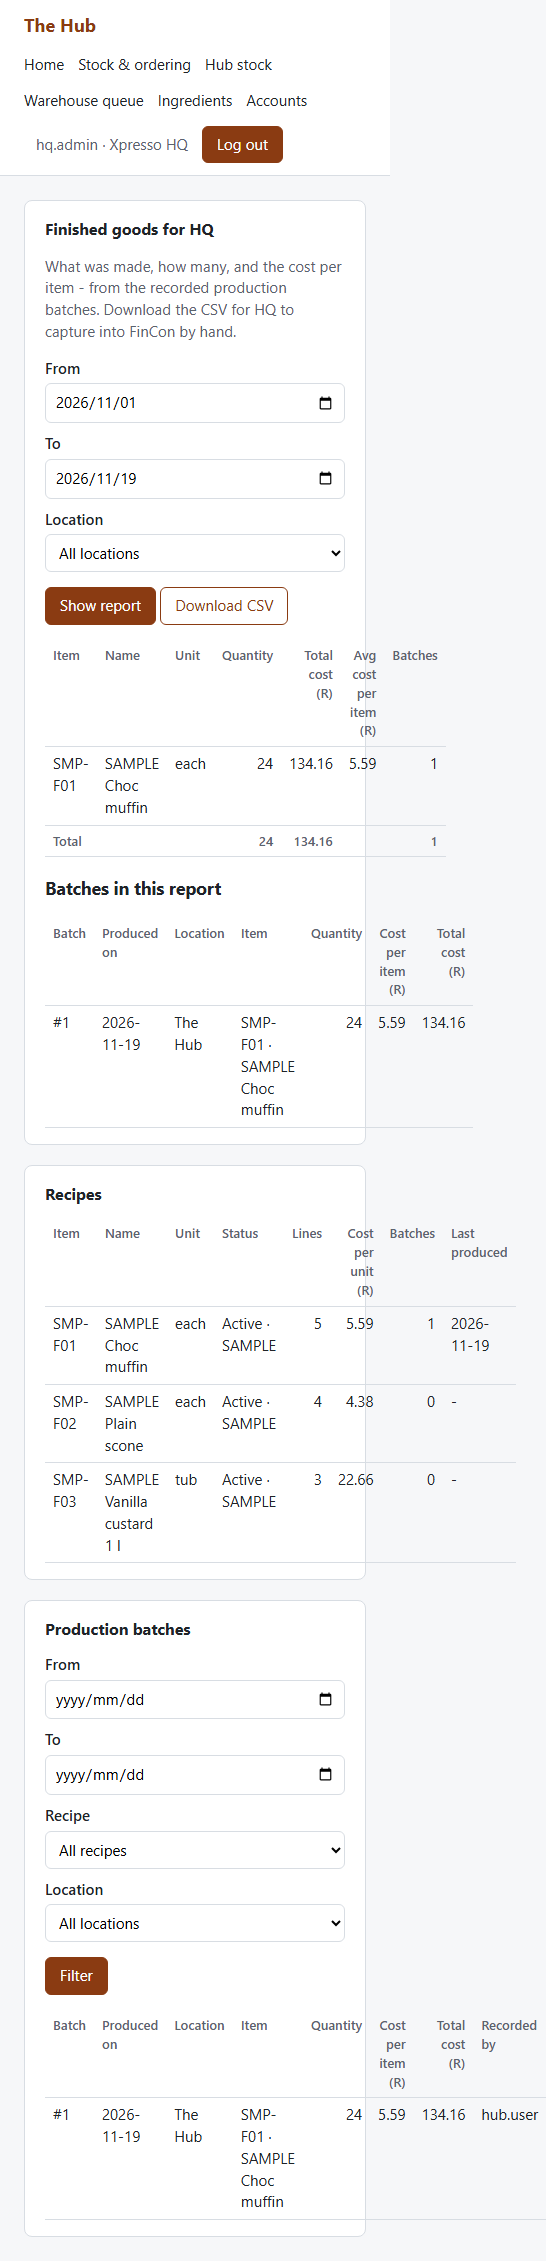 The Hub
Home Stock & ordering Hub stock
Warehouse queue Ingredients Accounts
hq.admin · Xpresso HQ Log out
Finished goods for HQ
What was made, how many, and the cost per
item - from the recorded production
batches. Download the CSV for HQ to
capture into FinCon by hand.
From
2026/11/01
To
2026/11/19
Location
All locations
Show report Download CSV
Item Name Unit Quantity Total cost (R) Avg cost per item (R) Batches
SMP-F01 SAMPLE Choc muffin each 24 134.16 5.59 1
Total 24 134.16 1
Batches in this report
Batch Produced on Location Item Quantity Cost per item (R) Total cost (R)
#1 2026-11-19 The Hub SMP-F01 · SAMPLE Choc muffin 24 5.59 134.16
Recipes
Item Name Unit Status Lines Cost per unit (R) Batches Last produced
SMP-F01 SAMPLE Choc muffin each Active · SAMPLE 5 5.59 1 2026-11-19
SMP-F02 SAMPLE Plain scone each Active · SAMPLE 4 4.38 0 -
SMP-F03 SAMPLE Vanilla custard 1 l tub Active · SAMPLE 3 22.66 0 -
Production batches
From
yyyy/mm/dd
To
yyyy/mm/dd
Recipe
All recipes
Location
All locations
Filter
Batch Produced on Location Item Quantity Cost per item (R) Total cost (R) Recorded by
#1 2026-11-19 The Hub SMP-F01 · SAMPLE Choc muffin 24 5.59 134.16 hub.user